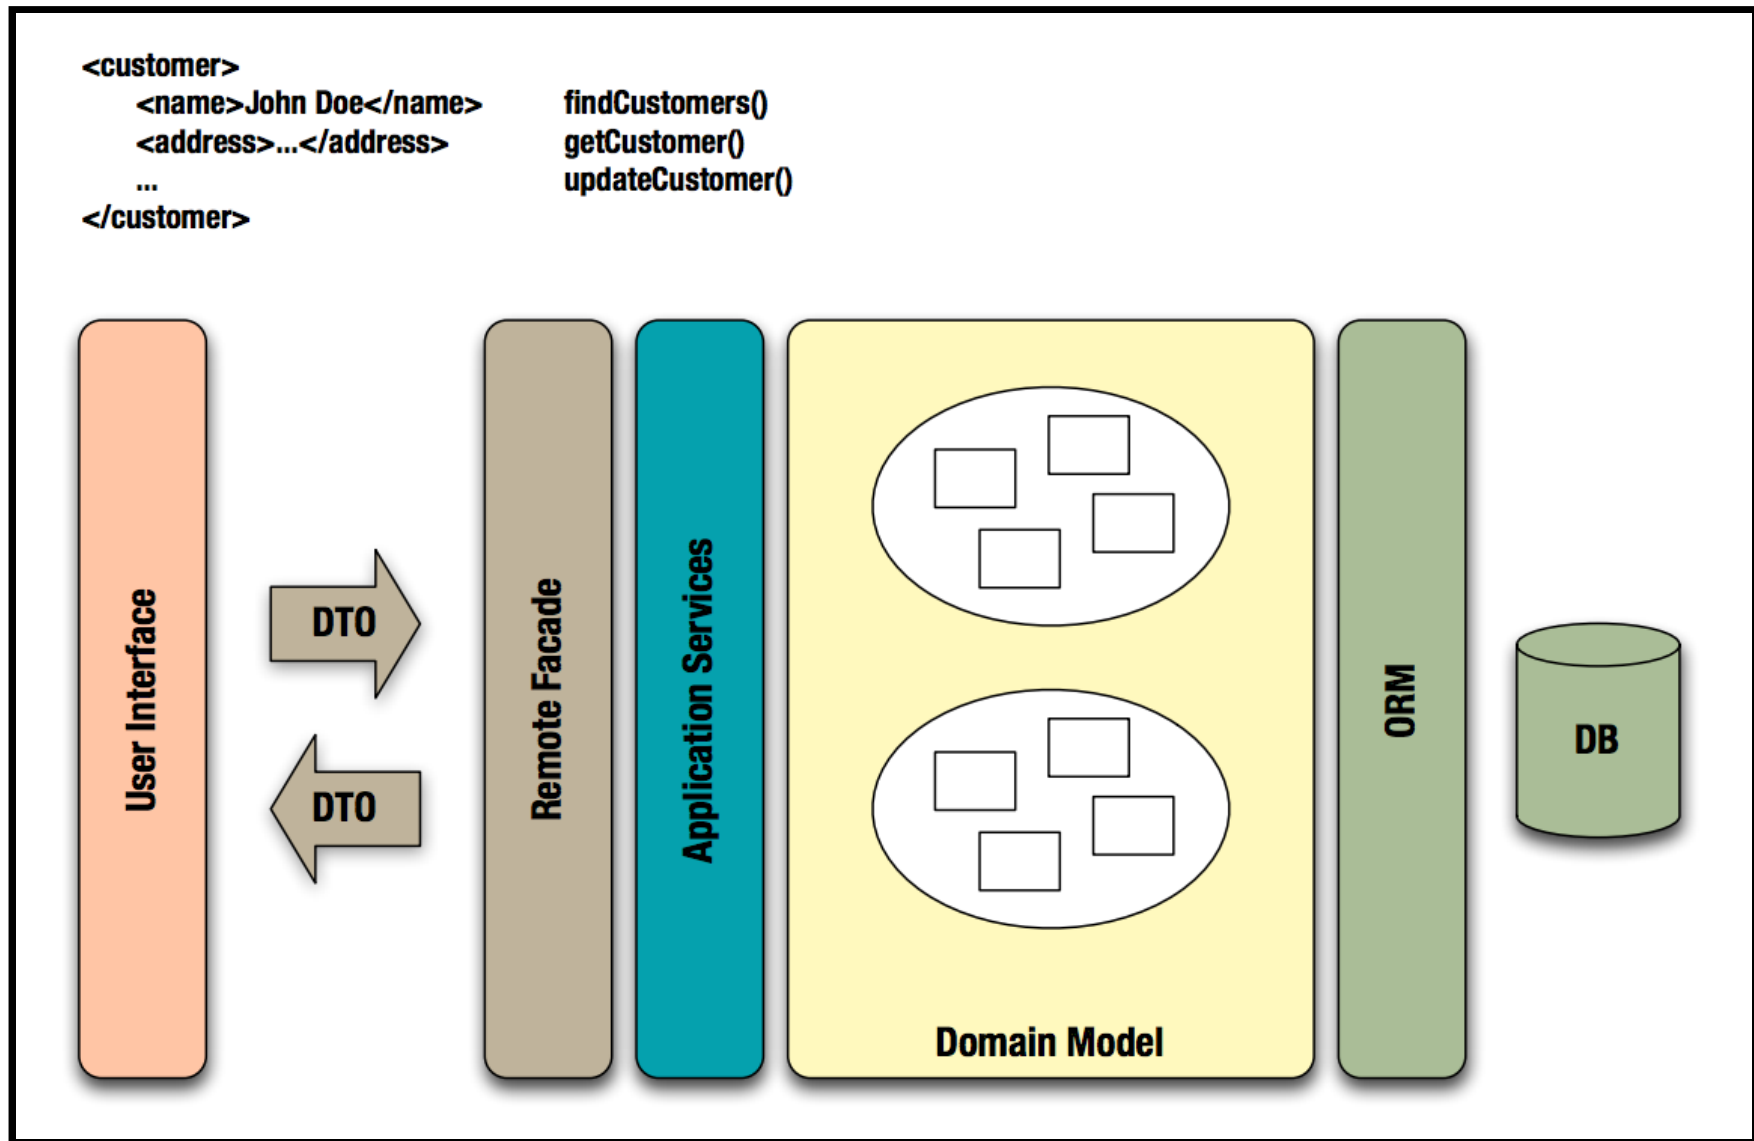 <customer>
<name>John Doe</name>
<address>...</address>
...
</customer>
findCustomers()
getCustomer()
updateCustomer()
User Interface
DTO
DTO
Remote Facade
Application Services
Domain Model
ORM
DB